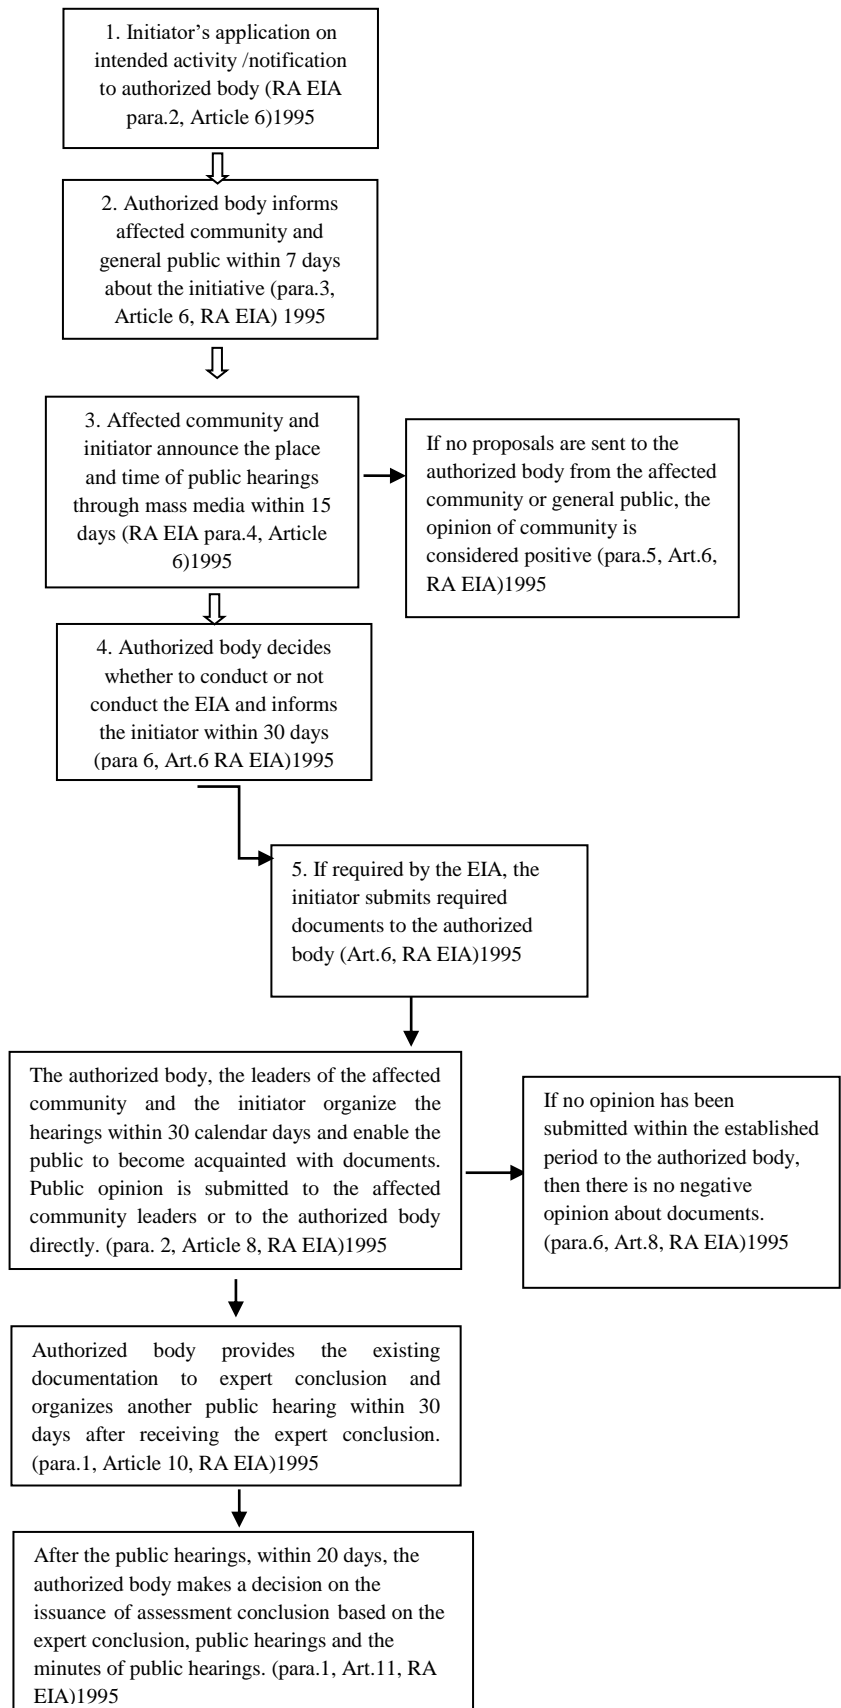 1. Initiator's application on
intended activity /notification
to authorized body (RA EIA
para.2, Article 6)1995
2. Authorized body informs
affected community and
general public within 7 days
about the initiative (para.3,
Article 6, RA EIA) 1995
3. Affected community and
initiator announce the place
and time of public hearings
through mass media within 15
days (RA EIA para.4, Article
6)1995
If no proposals are sent to the
authorized body from the affected
community or general public, the
opinion of community is
considered positive (para.5, Art.6,
RA EIA)1995
4. Authorized body decides
whether to conduct or not
conduct the EIA and informs
the initiator within 30 days
(para 6, Art.6 RA EIA)1995
5. If required by the EIA, the
initiator submits required
documents to the authorized
body (Art.6, RA EIA)1995
The authorized body, the leaders of the affected
community and the initiator organize the
hearings within 30 calendar days and enable the
public to become acquainted with documents.
Public opinion is submitted to the affected
community leaders or to the authorized body
directly. (para. 2, Article 8, RA EIA)1995
If no opinion has been
submitted within the established
period to the authorized body,
then there is no negative
opinion about documents.
(para.6, Art.8, RA EIA)1995
Authorized body provides the existing
documentation to expert conclusion and
organizes another public hearing within 30
days after receiving the expert conclusion.
(para.1, Article 10, RA EIA)1995
After the public hearings, within 20 days, the
authorized body makes a decision on the
issuance of assessment conclusion based on the
expert conclusion, public hearings and the
minutes of public hearings. (para.1, Art.11, RA
EIA)1995